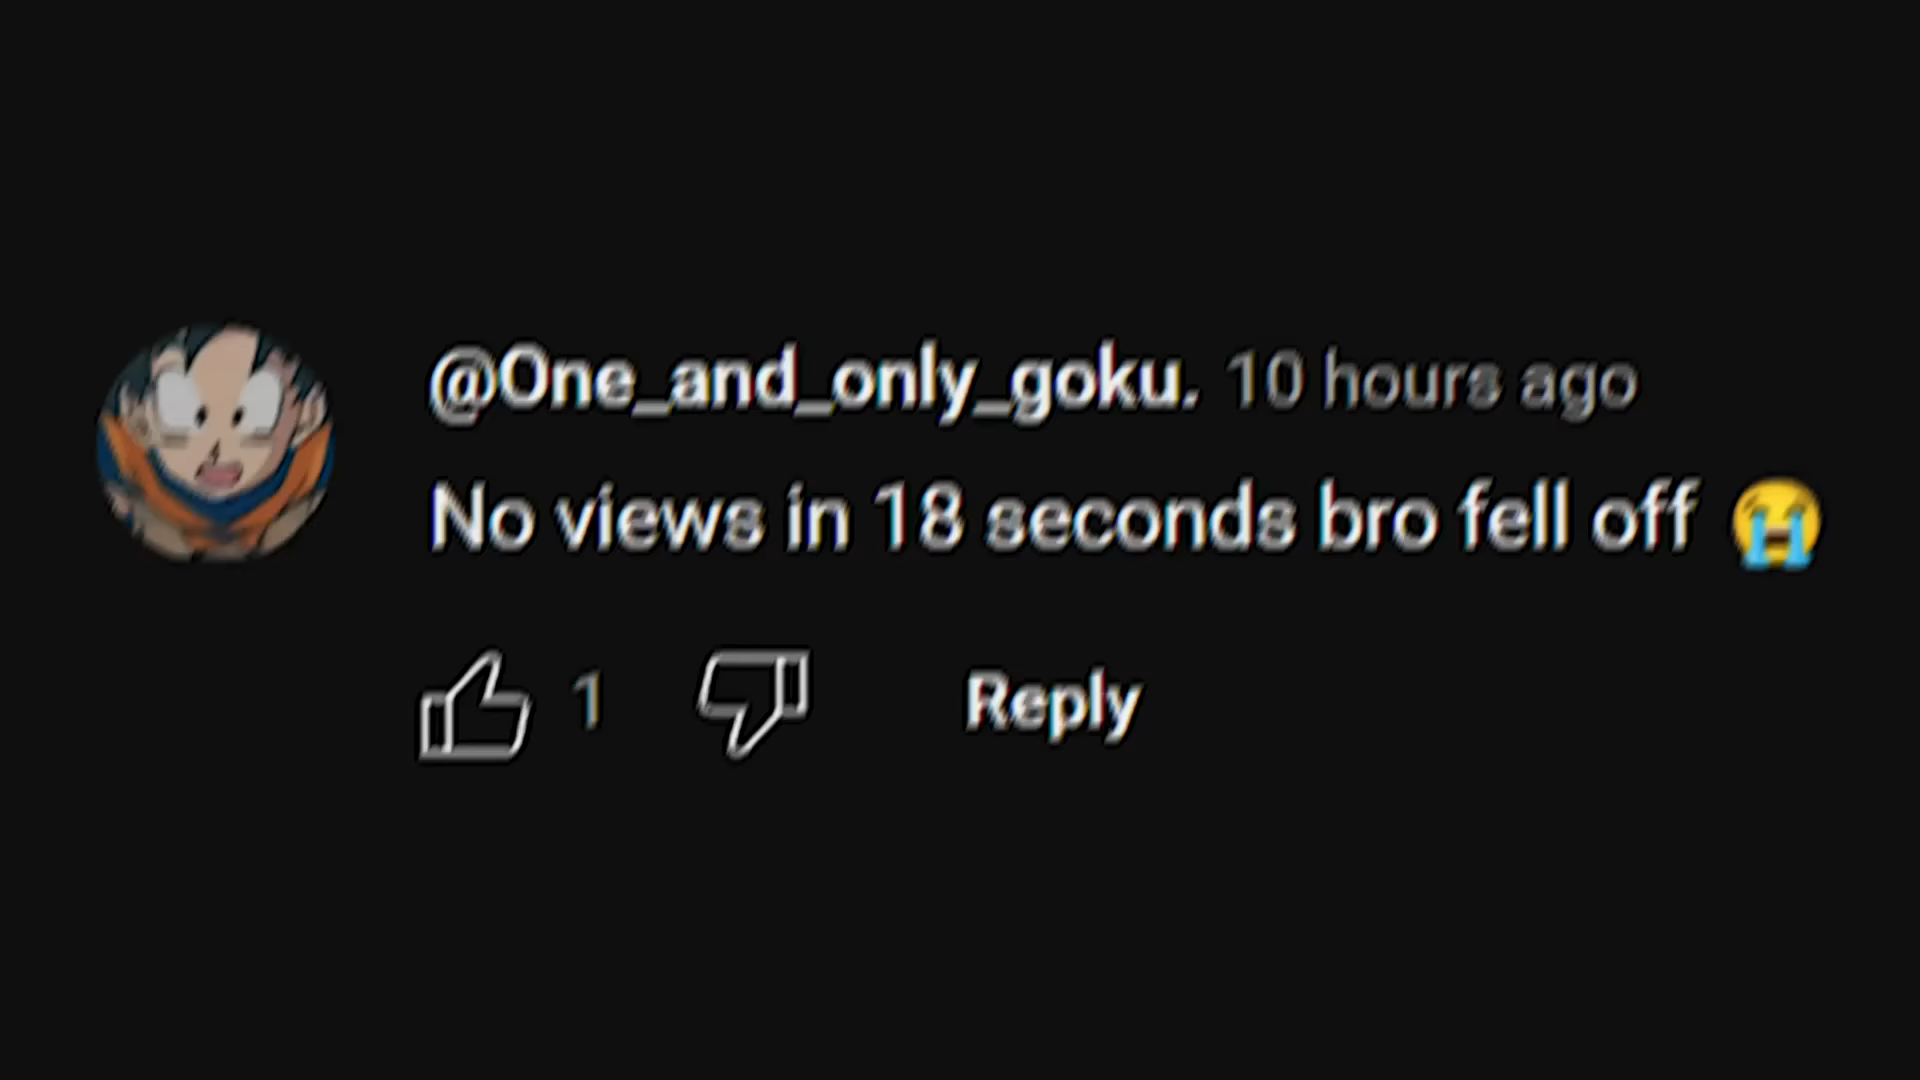 @One_and_only_goku. 10 hours ago
No views in 18 seconds bro fell off 😭
1 Reply